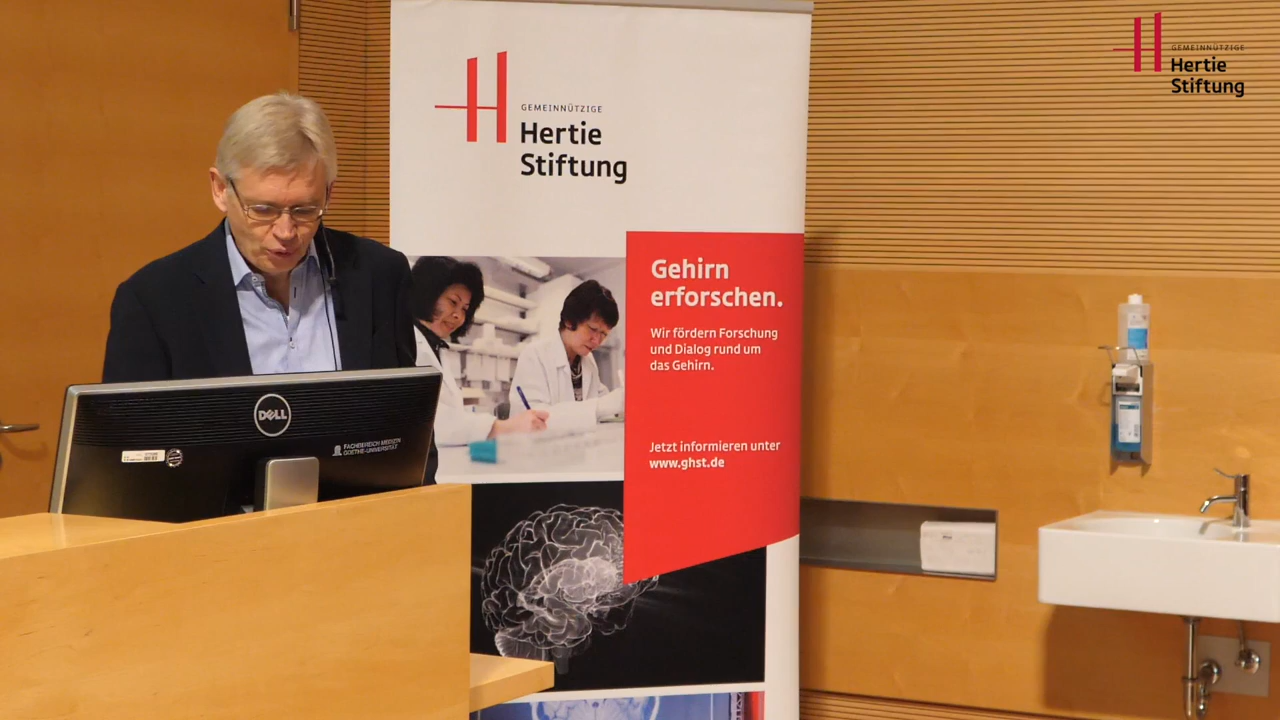 GEMEINNÜTZIGE
Hertie
Stiftung
GEMEINNÜTZIGE
Hertie
Stiftung
Gehirn
erforschen.
Wir fördern Forschung
und Dialog rund um
das Gehirn.
Jetzt informieren unter
www.ghst.de
DELL
FACHBEREICH MEDIZIN
GOETHE-UNIVERSITÄT